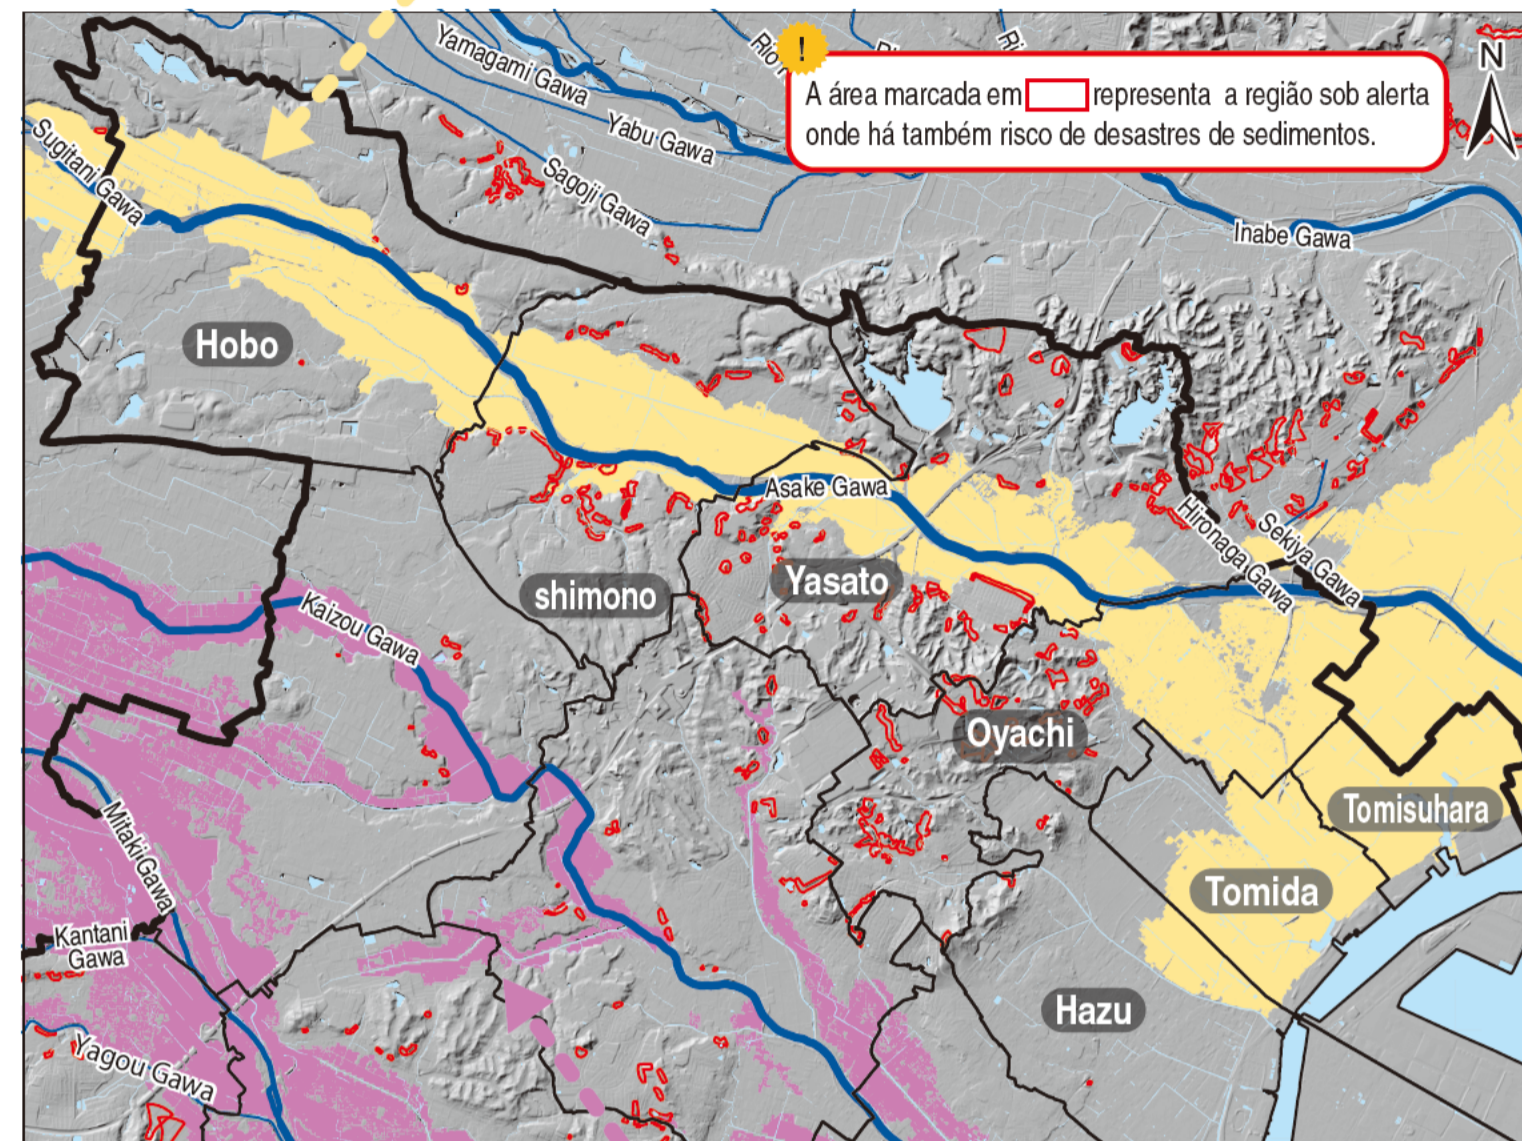 Yamagami Gawa
!
A área marcada em representa a região sob alerta
onde há também risco de desastres de sedimentos.
N
Yabu Gawa
Sugitani Gawa
Sagoji Gawa
Inabe Gawa
Hobo
Asake Gawa
Hironaga Gawa
Sekiya Gawa
shimono
Yasato
Kaizou Gawa
Oyachi
Tomisuhara
Mitaki Gawa
Tomida
Kantani
Gawa
Hazu
Yagou Gawa